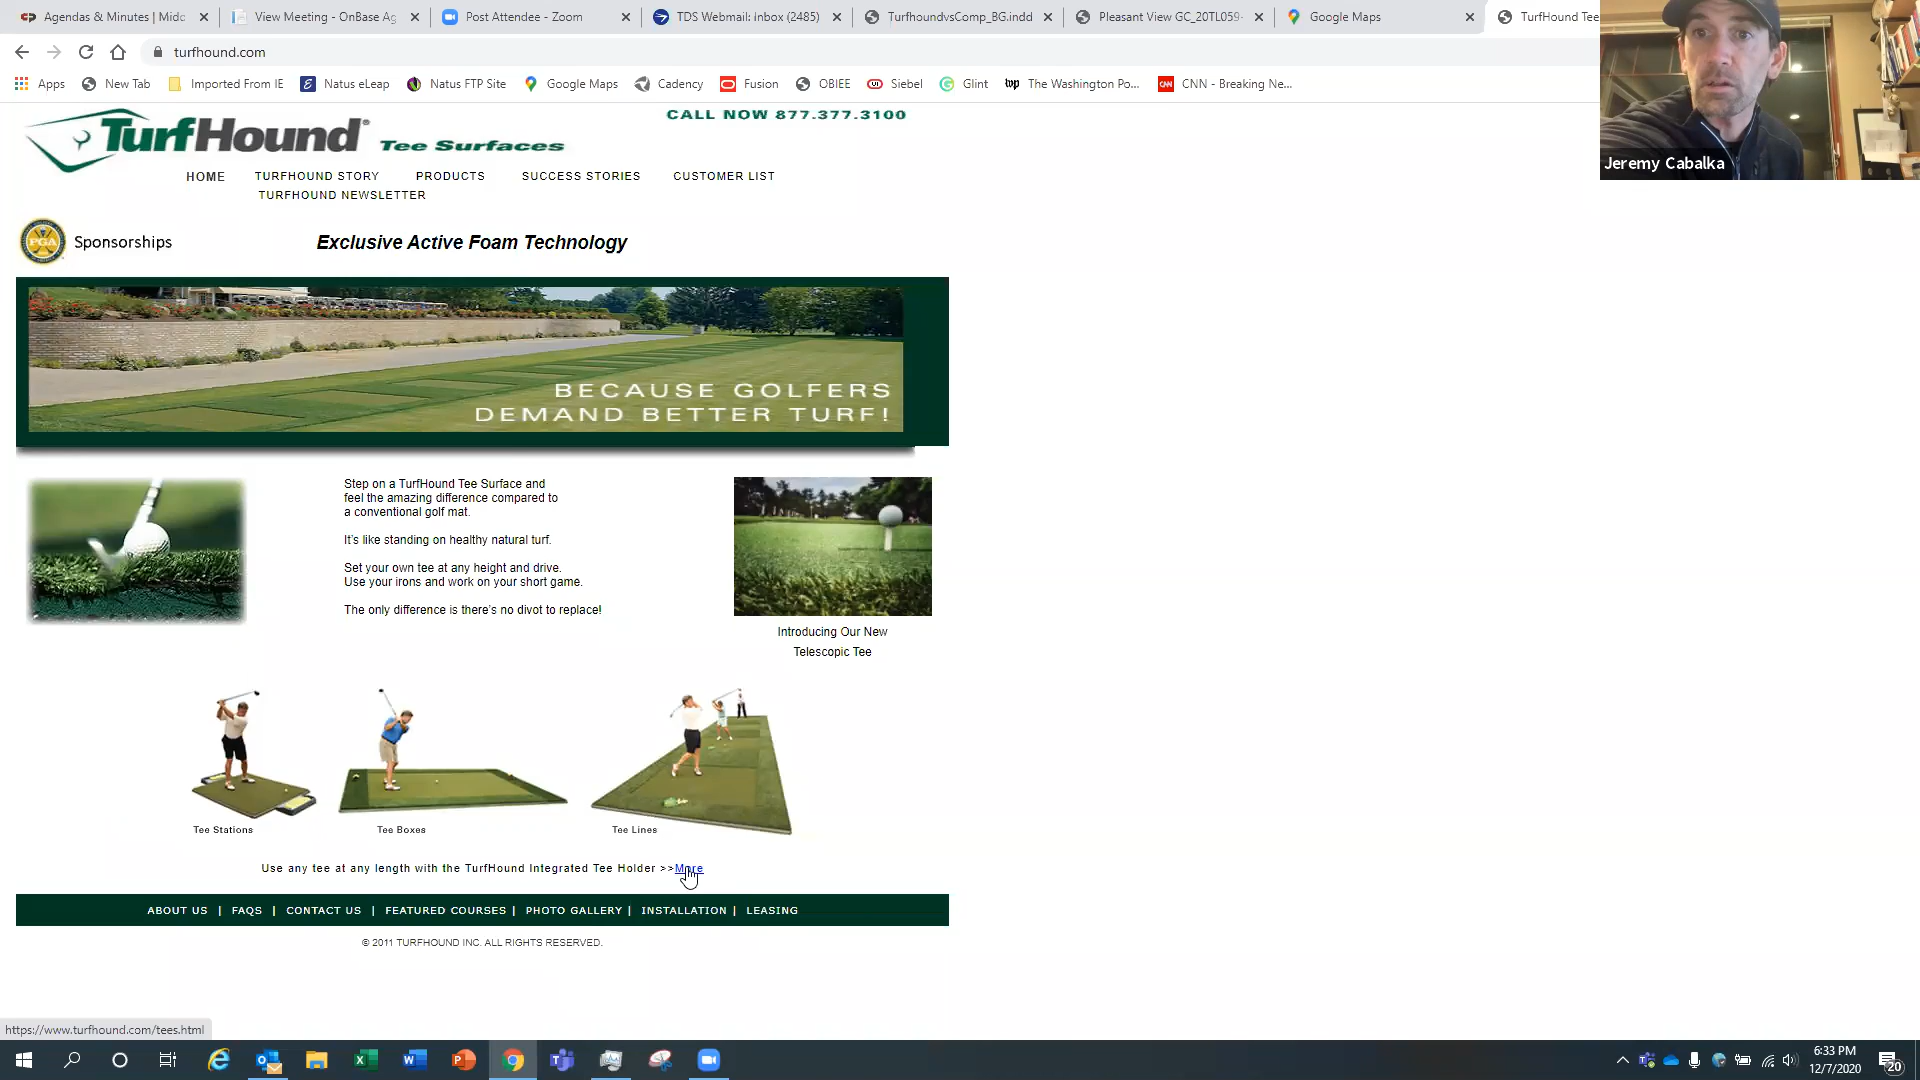 Agendas & Minutes | Midd
View Meeting - OnBase Ag
Post Attendee - Zoom
TDS Webmail: Inbox (2485)
TurfhoundvsComp_BG.indd
Pleasant View GC_20TL059-
Google Maps
TurfHound Tee
turfhound.com
Apps
New Tab
Imported From IE
Natus eLeap
Natus FTP Site
Google Maps
Cadency
Fusion
OBIEE
Siebel
Glint
The Washington Po...
CNN - Breaking Ne...
Jeremy Cabalka
CALL NOW 877.377.3100
TurfHound® Tee Surfaces
HOME TURFHOUND STORY PRODUCTS SUCCESS STORIES CUSTOMER LIST
TURFHOUND NEWSLETTER
PGA
Sponsorships
Exclusive Active Foam Technology
BECAUSE GOLFERS
DEMAND BETTER TURF!
Step on a TurfHound Tee Surface and
feel the amazing difference compared to
a conventional golf mat.
It's like standing on healthy natural turf.
Set your own tee at any height and drive.
Use your irons and work on your short game.
The only difference is there's no divot to replace!
Introducing Our New
Telescopic Tee
Tee Stations
Tee Boxes
Tee Lines
Use any tee at any length with the TurfHound Integrated Tee Holder >>More
ABOUT US | FAQS | CONTACT US | FEATURED COURSES | PHOTO GALLERY | INSTALLATION | LEASING
© 2011 TURFHOUND INC. ALL RIGHTS RESERVED.
https://www.turfhound.com/tees.html
6:33 PM
12/7/2020
20